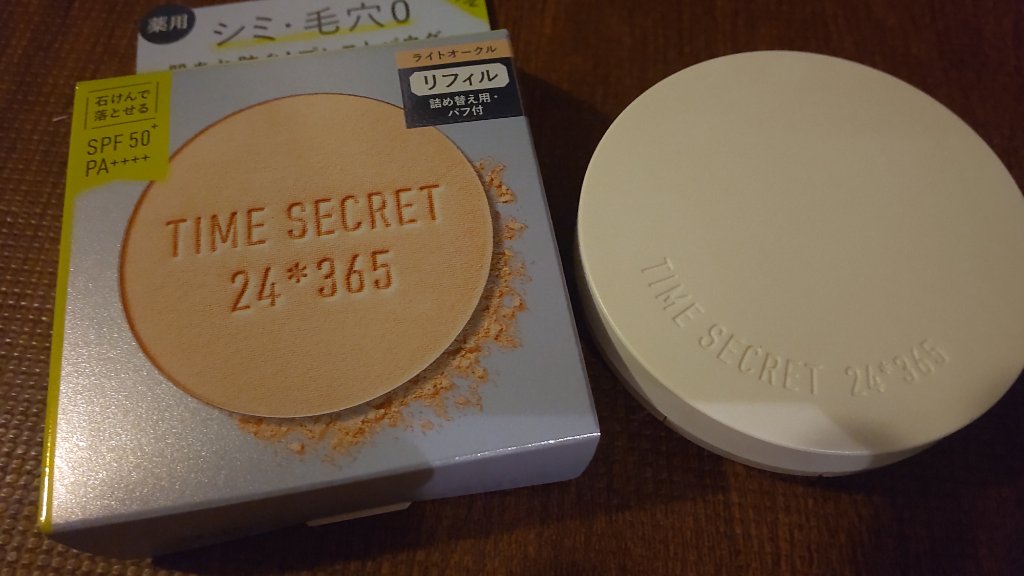 薬用
シミ・毛穴0
ライトオークル
リフィル
詰め替え用・
パフ付
石けんで
落とせる
SPF 50+
PA++++
TIME SECRET
24*365
TIME SECRET 24*365